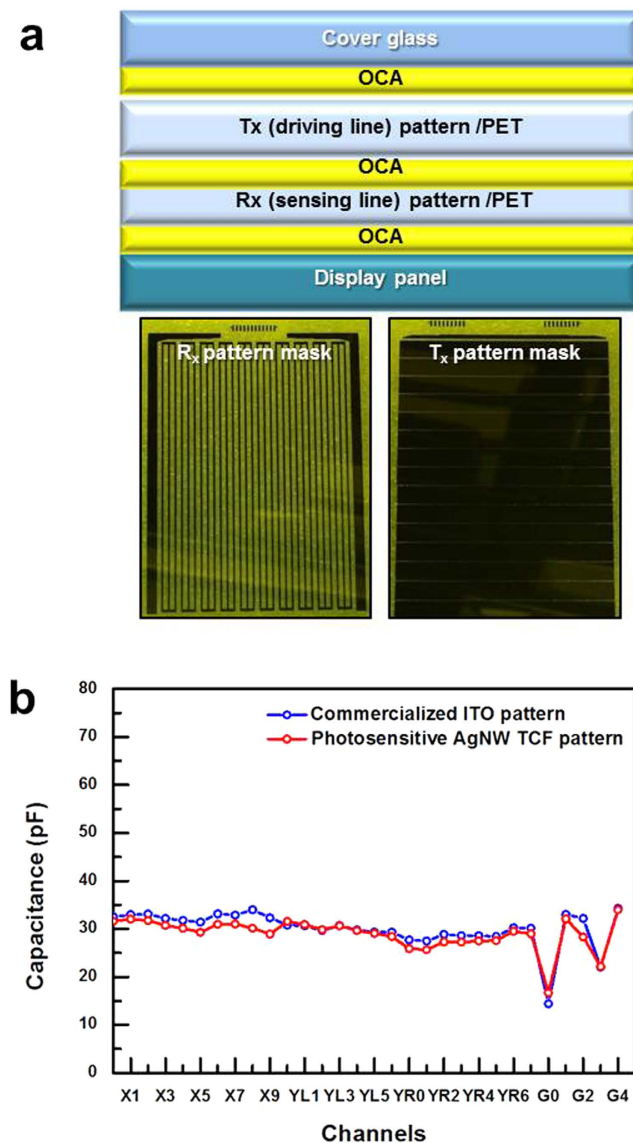 a
Cover glass
OCA
Tx (driving line) pattern /PET
OCA
Rx (sensing line) pattern /PET
OCA
Display panel
Rx pattern mask
Tx pattern mask
b
Commercialized ITO pattern
Photosensitive AgNW TCF pattern
Capacitance (pF)
80
70
60
50
40
30
20
10
0
X1 X3 X5 X7 X9 YL1 YL3 YL5 YR0 YR2 YR4 YR6 G0 G2 G4
Channels